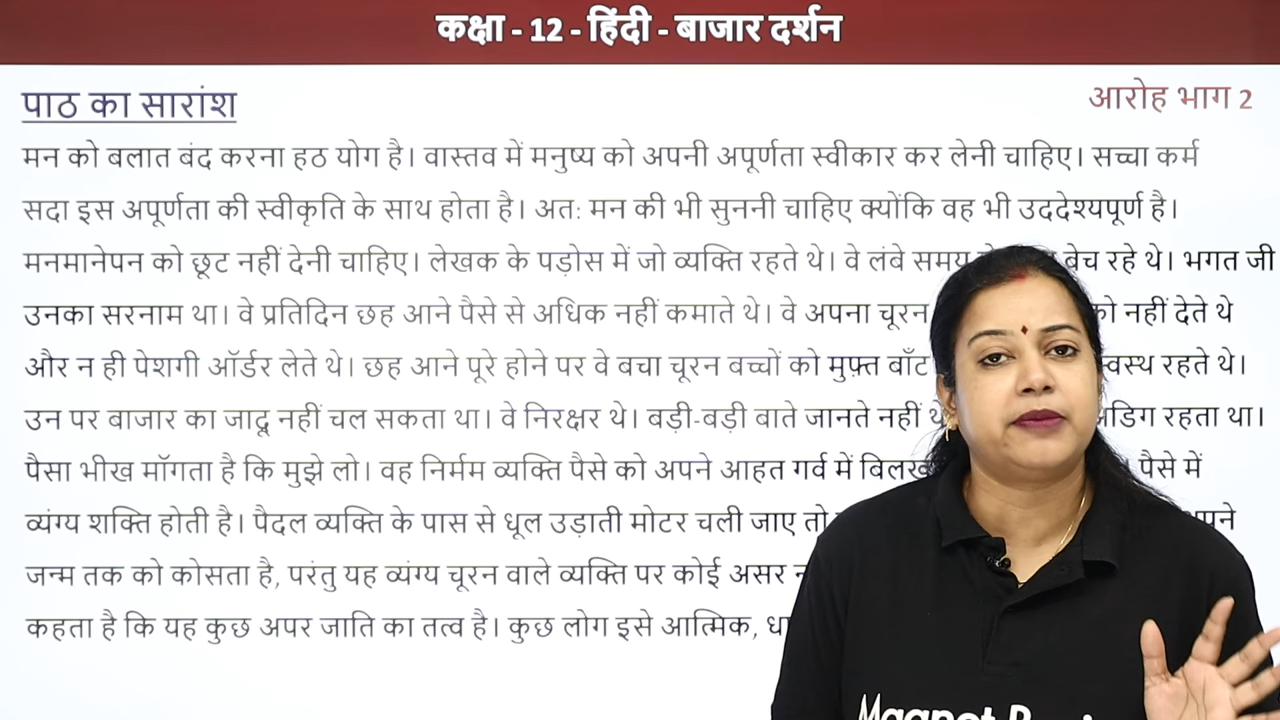 कक्षा - 12 - हिंदी - बाजार दर्शन
पाठ का सारांश
आरोह भाग 2
मन को बलात बंद करना हठ योग है। वास्तव में मनुष्य को अपनी अपूर्णता स्वीकार कर लेनी चाहिए। सच्चा कर्म
सदा इस अपूर्णता की स्वीकृति के साथ होता है। अत: मन की भी सुननी चाहिए क्योंकि वह भी उददेश्यपूर्ण है।
मनमानेपन को छूट नहीं देनी चाहिए। लेखक के पड़ोस में जो व्यक्ति रहते थे। वे लंबे समय बेच रहे थे। भगत जी
उनका सरनाम था। वे प्रतिदिन छह आने पैसे से अधिक नहीं कमाते थे। वे अपना चूरन को नहीं देते थे
और न ही पेशगी ऑर्डर लेते थे। छह आने पूरे होने पर वे बचा चूरन बच्चों को मुफ़्त बाँट रहते थे।
उन पर बाजार का जादू नहीं चल सकता था। वे निरक्षर थे। बड़ी-बड़ी बाते जानते नहीं रहता था।
पैसा भीख मॉगता है कि मुझे लो। वह निर्मम व्यक्ति पैसे को अपने आहत गर्व में पैसे में
व्यंग्य शक्ति होती है। पैदल व्यक्ति के पास से धूल उड़ाती मोटर चली जाए तो
जन्म तक को कोसता है, परंतु यह व्यंग्य चूरन वाले व्यक्ति पर कोई असर
कहता है कि यह कुछ अपर जाति का तत्व है। कुछ लोग इसे आत्मिक,